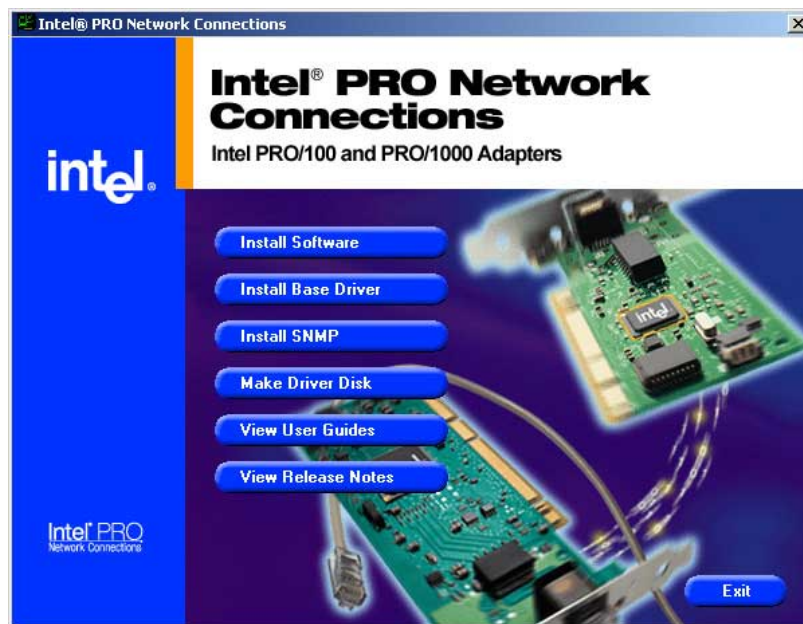 Intel® PRO Network Connections
Intel® PRO Network
Connections
Intel PRO/100 and PRO/1000 Adapters
intel®
Install Software
Install Base Driver
Install SNMP
Make Driver Disk
View User Guides
View Release Notes
intel
Intel® PRO
Network Connections
Exit